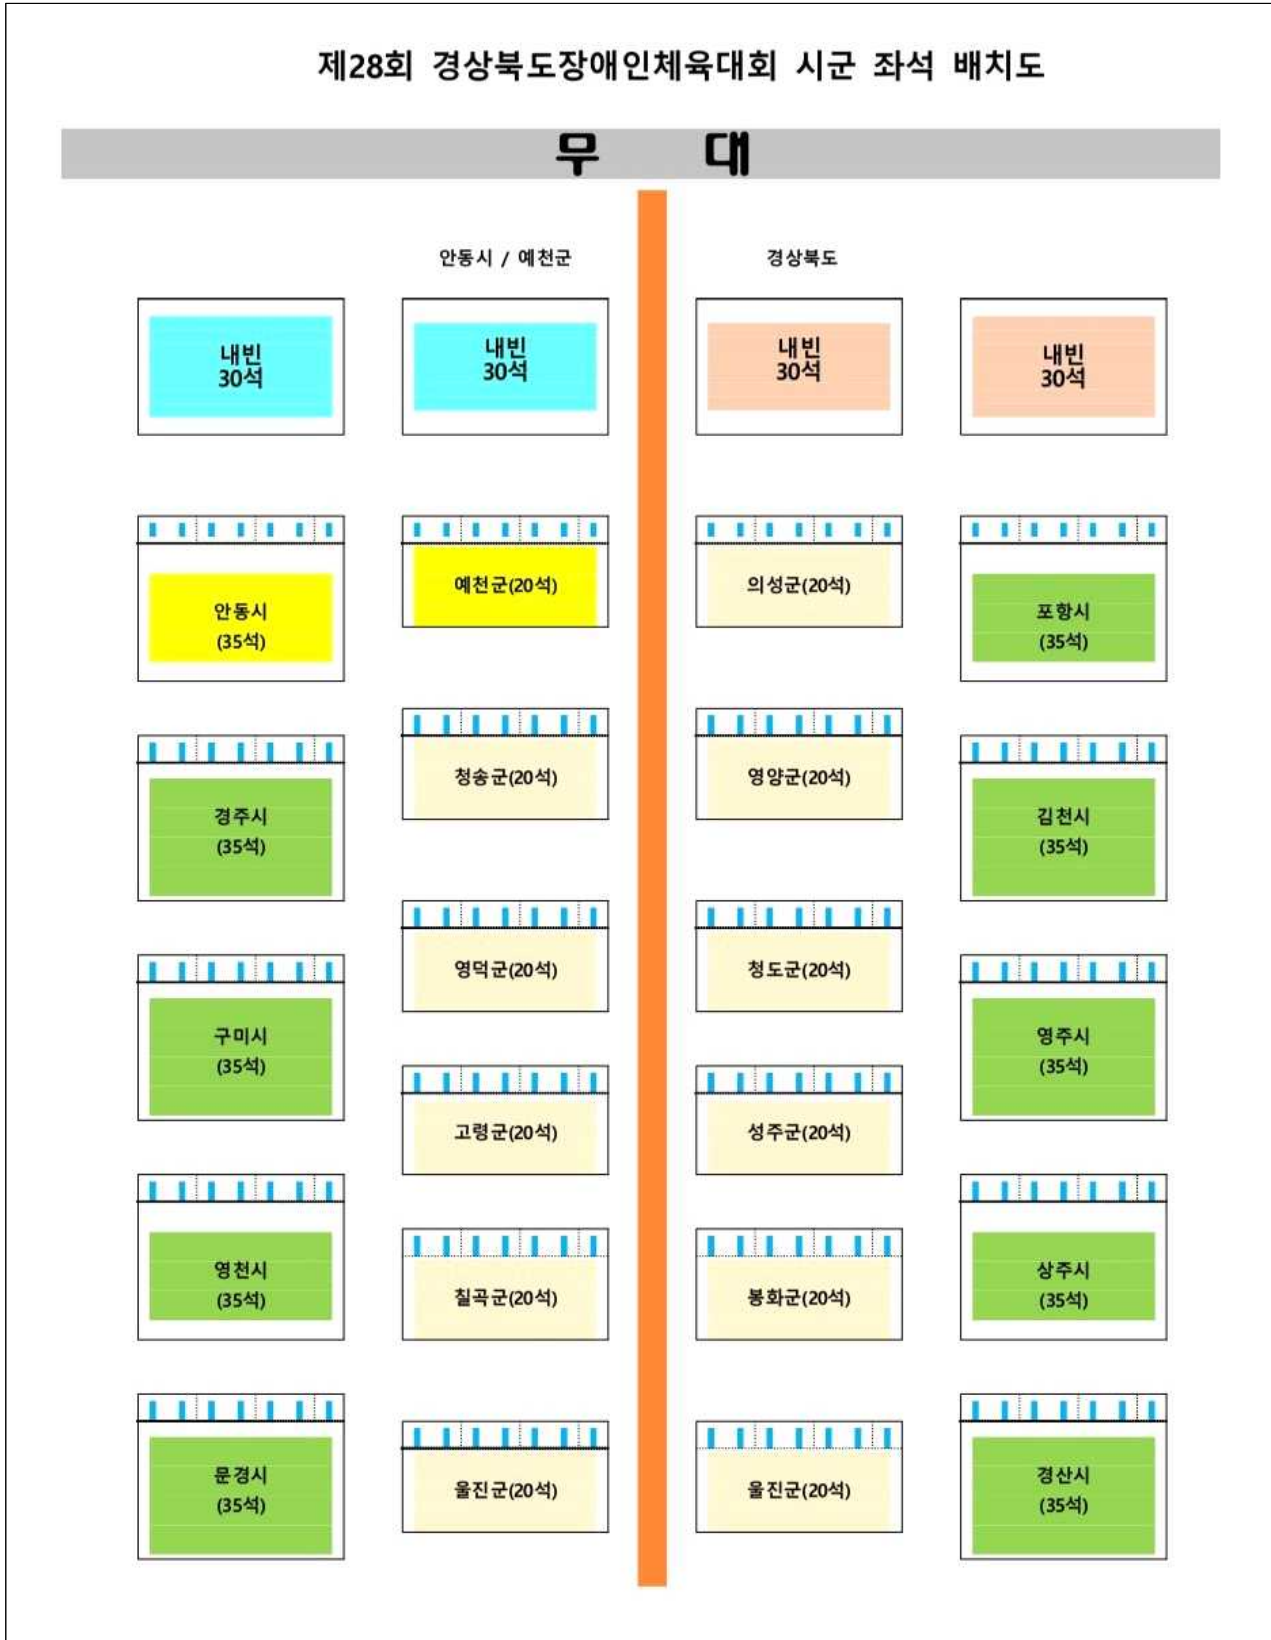 제28회 경상북도장애인체육대회 시군 좌석 배치도
무 대
안동시 / 예천군
경상북도
내빈
30석
내빈
30석
내빈
30석
내빈
30석
안동시
(35석)
예천군(20석)
의성군(20석)
포항시
(35석)
경주시
(35석)
청송군(20석)
영양군(20석)
김천시
(35석)
구미시
(35석)
영덕군(20석)
청도군(20석)
영주시
(35석)
고령군(20석)
성주군(20석)
영천시
(35석)
칠곡군(20석)
봉화군(20석)
상주시
(35석)
문경시
(35석)
울진군(20석)
울진군(20석)
경산시
(35석)